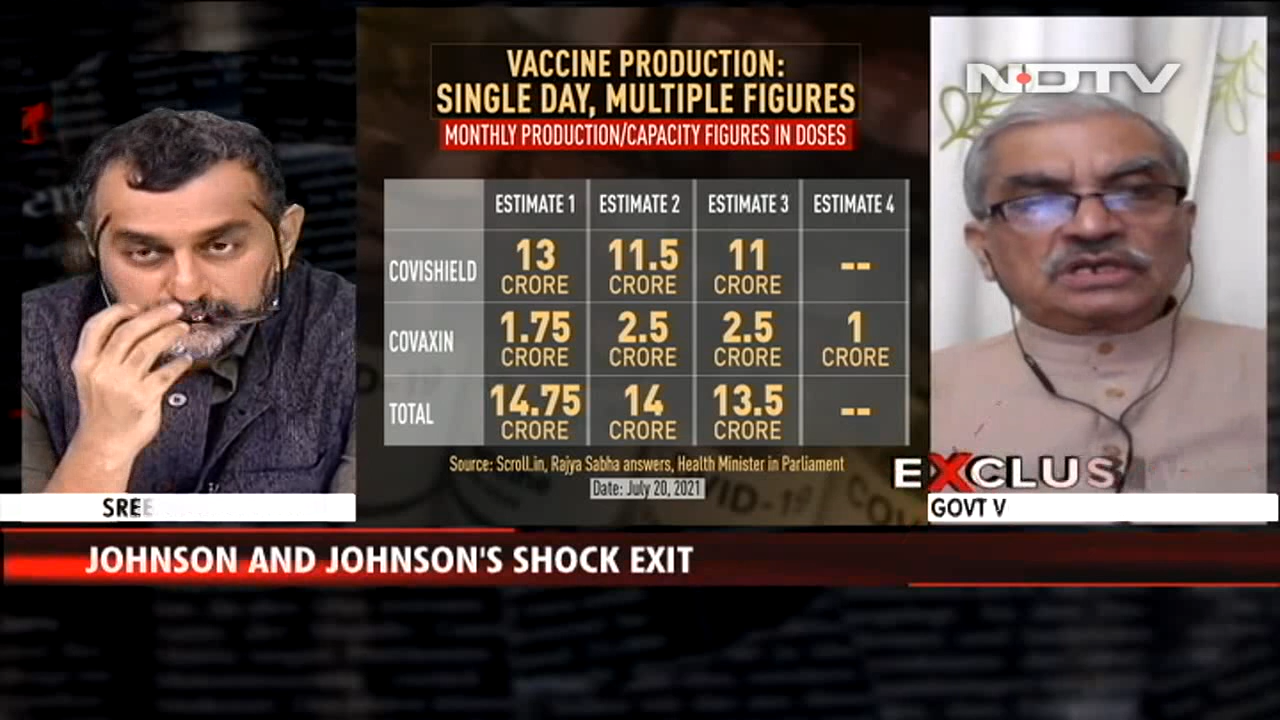 NDTV
VACCINE PRODUCTION:
SINGLE DAY, MULTIPLE FIGURES
MONTHLY PRODUCTION/CAPACITY FIGURES IN DOSES
ESTIMATE 1 ESTIMATE 2 ESTIMATE 3 ESTIMATE 4
COVISHIELD 13 CRORE 11.5 CRORE 11 CRORE --
COVAXIN 1.75 CRORE 2.5 CRORE 2.5 CRORE 1 CRORE
TOTAL 14.75 CRORE 14 CRORE 13.5 CRORE --
Source: Scroll.in, Rajya Sabha answers, Health Minister in Parliament
Date: July 20, 2021
EXCLUS
SREE
GOVT V
JOHNSON AND JOHNSON'S SHOCK EXIT